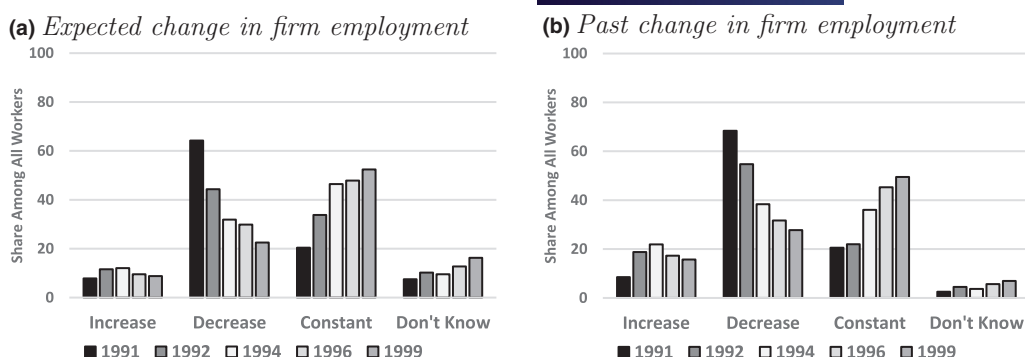 (a) Expected change in firm employment
100
80
60
40
20
0
Share Among All Workers
Increase Decrease Constant Don't Know
1991 1992 1994 1996 1999
(b) Past change in firm employment
100
80
60
40
20
0
Share Among All Workers
Increase Decrease Constant Don't Know
1991 1992 1994 1996 1999